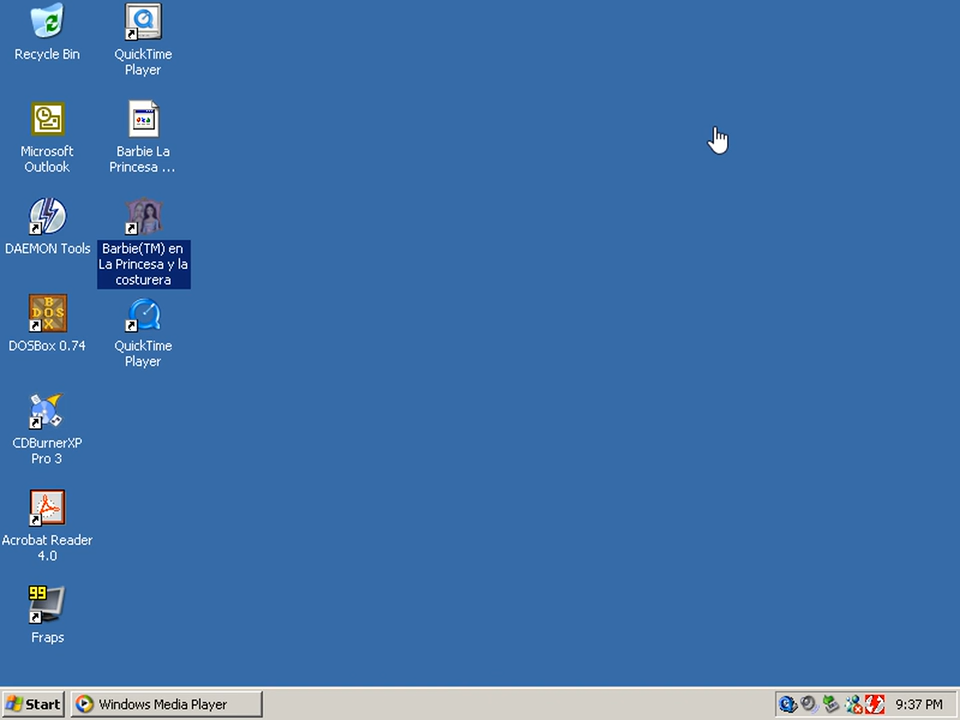 Recycle Bin
QuickTime
Player
Microsoft
Outlook
Barbie La
Princesa ...
DAEMON Tools
Barbie(TM) en
La Princesa y la
costurera
DOSBox 0.74
QuickTime
Player
CDBurnerXP
Pro 3
Acrobat Reader
4.0
99
Fraps
Start
Windows Media Player
9:37 PM